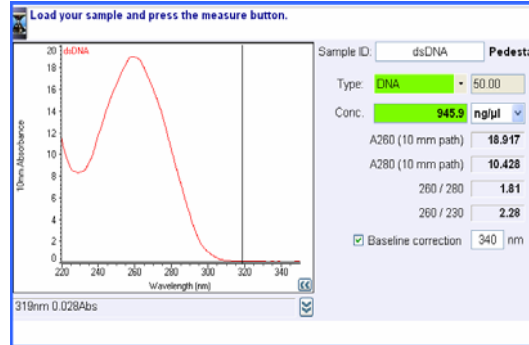 Load your sample and press the measure button.
Sample ID: dsDNA Pedesta
Type: DNA 50.00
Conc. 945.9 ng/µl
A260 (10 mm path) 18.917
A280 (10 mm path) 10.428
260 / 280 1.81
260 / 230 2.28
Baseline correction 340 nm
dsDNA
10mm Absorbance
20
18
16
14
12
10
8
6
4
2
0
220 240 260 280 300 320 340
Wavelength (nm)
319nm 0.028Abs